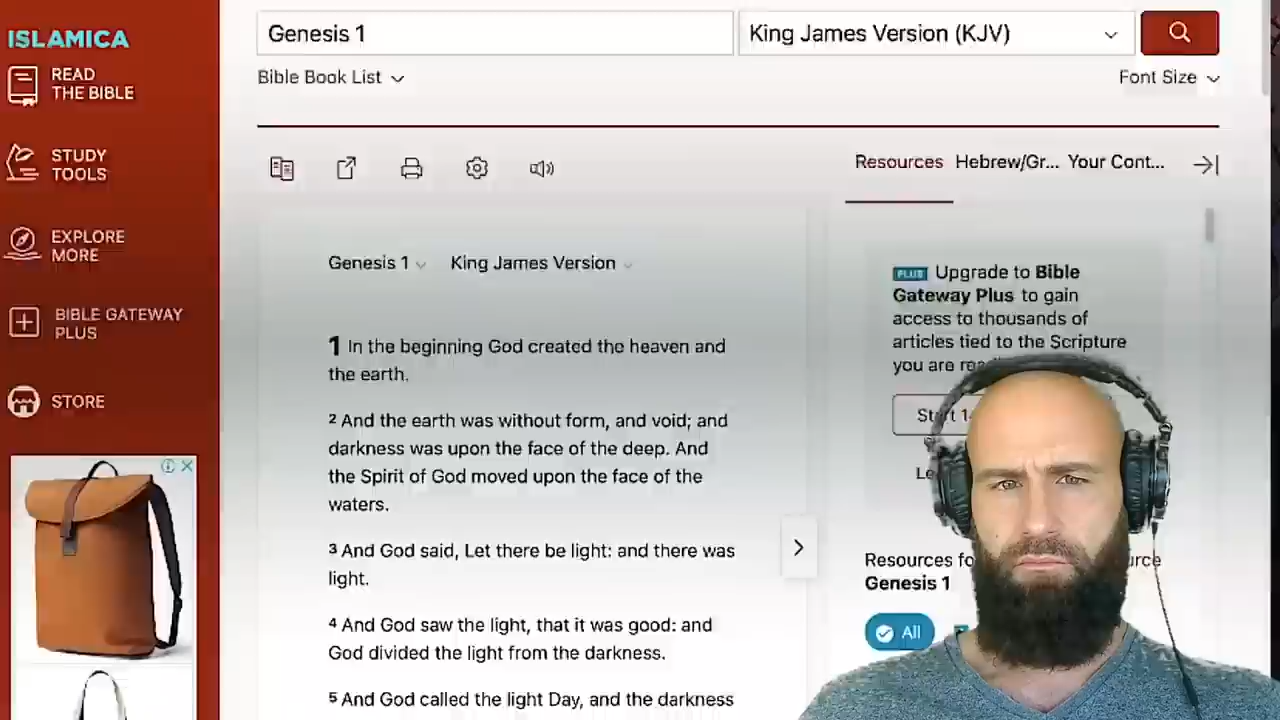 ISLAMICA
READ
THE BIBLE
STUDY
TOOLS
EXPLORE
MORE
BIBLE GATEWAY
PLUS
STORE
Genesis 1
King James Version (KJV)
Bible Book List
Font Size
Resources Hebrew/Gr... Your Cont...
Genesis 1 King James Version
1 In the beginning God created the heaven and
the earth.
2 And the earth was without form, and void; and
darkness was upon the face of the deep. And
the Spirit of God moved upon the face of the
waters.
3 And God said, Let there be light: and there was
light.
4 And God saw the light, that it was good: and
God divided the light from the darkness.
5 And God called the light Day, and the darkness
PLUS Upgrade to Bible
Gateway Plus to gain
access to thousands of
articles tied to the Scripture
you are
Resources
Genesis 1
All